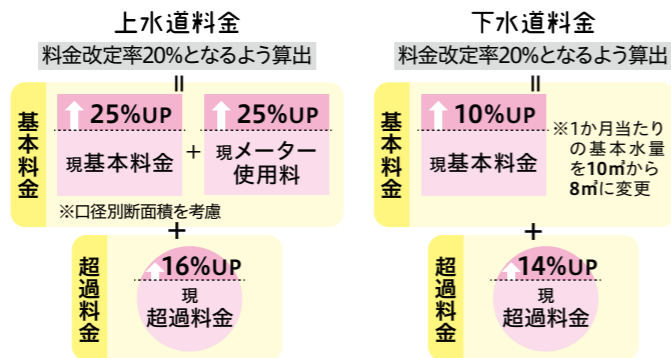 上水道料金
料金改定率20%となるよう算出
=
基本料金
25%UP
現基本料金
+
25%UP
現メーター
使用料
※口径別断面積を考慮
+
超過料金
16%UP
現
超過料金
下水道料金
料金改定率20%となるよう算出
=
基本料金
10%UP
現基本料金
※1か月当たり
の基本水量
を10㎥から
8㎥に変更
+
超過料金
14%UP
現
超過料金